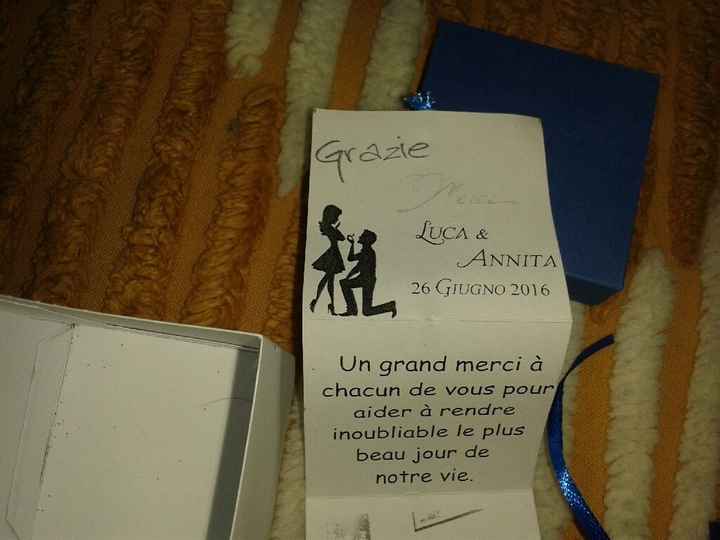 Grazie
Merci
LUCA &
ANNITA
26 GIUGNO 2016
Un grand merci à
chacun de vous pour
aider à rendre
inoubliable le plus
beau jour de
notre vie.